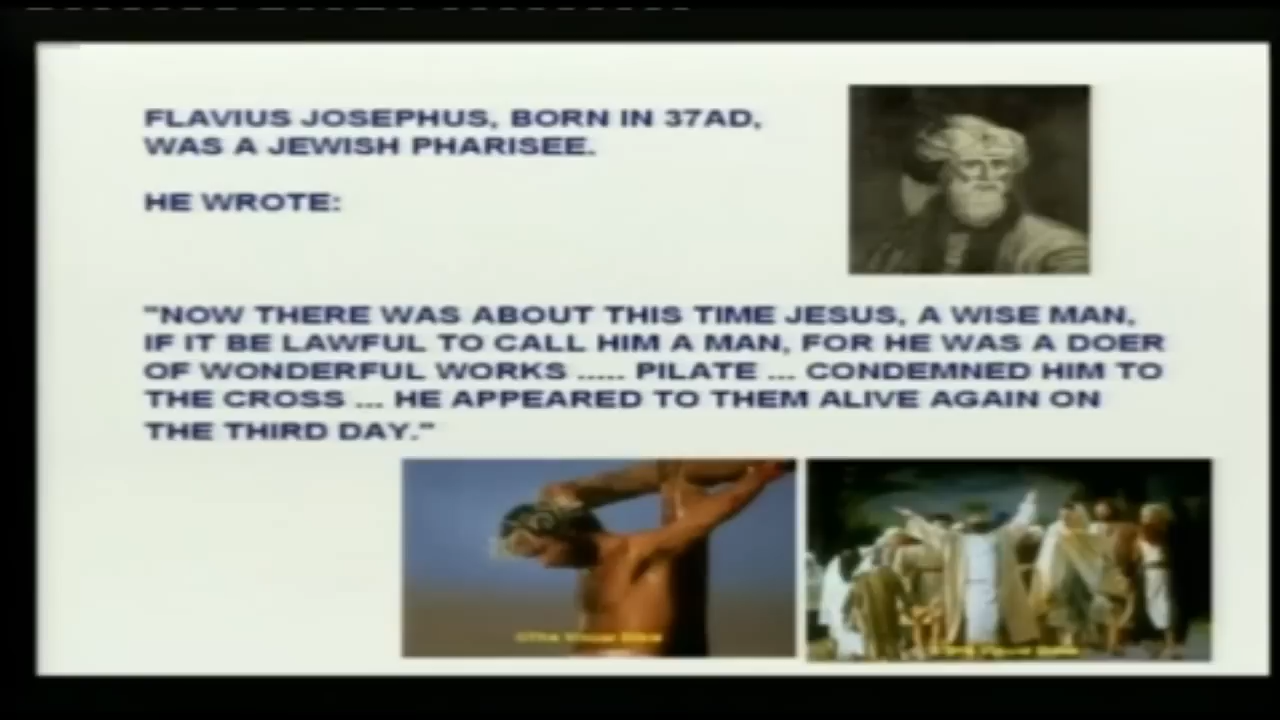 FLAVIUS JOSEPHUS, BORN IN 37AD,
WAS A JEWISH PHARISEE.
HE WROTE:
"NOW THERE WAS ABOUT THIS TIME JESUS, A WISE MAN,
IF IT BE LAWFUL TO CALL HIM A MAN, FOR HE WAS A DOER
OF WONDERFUL WORKS ..... PILATE ... CONDEMNED HIM TO
THE CROSS ... HE APPEARED TO THEM ALIVE AGAIN ON
THE THIRD DAY."